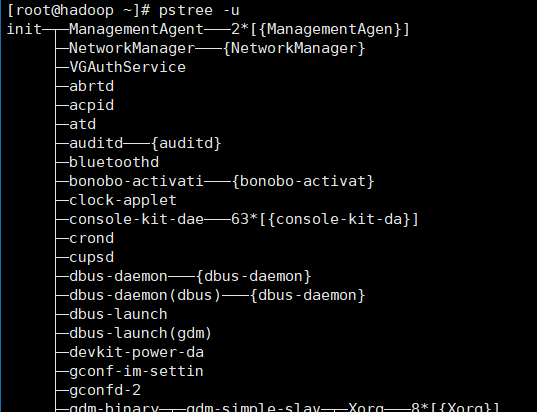 [root@hadoop ~]# pstree -u
init─┬─ManagementAgent───2*[{ManagementAgen}]
     ├─NetworkManager───{NetworkManager}
     ├─VGAuthService
     ├─abrtd
     ├─acpid
     ├─atd
     ├─auditd───{auditd}
     ├─bluetoothd
     ├─bonobo-activati───{bonobo-activat}
     ├─clock-applet
     ├─console-kit-dae───63*[{console-kit-da}]
     ├─crond
     ├─cupsd
     ├─dbus-daemon───{dbus-daemon}
     ├─dbus-daemon(dbus)───{dbus-daemon}
     ├─dbus-launch
     ├─dbus-launch(gdm)
     ├─devkit-power-da
     ├─gconf-im-settin
     ├─gconfd-2
     ├─gdm-binary─┬─gdm-simple-slav─┬─Xorg───8*[{Xorg}]